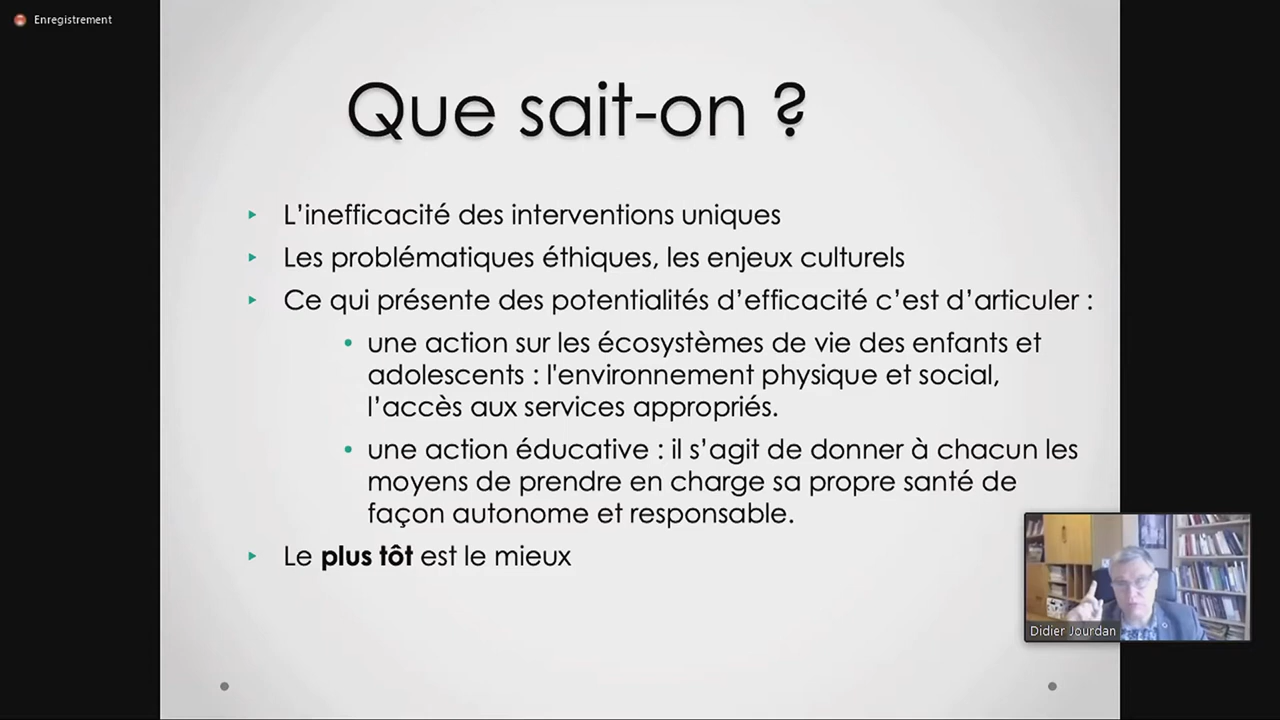 Enregistrement
Que sait-on ?
L’inefficacité des interventions uniques
Les problématiques éthiques, les enjeux culturels
Ce qui présente des potentialités d’efficacité c’est d’articuler :
une action sur les écosystèmes de vie des enfants et
adolescents : l'environnement physique et social,
l’accès aux services appropriés.
une action éducative : il s’agit de donner à chacun les
moyens de prendre en charge sa propre santé de
façon autonome et responsable.
Le plus tôt est le mieux
Didier Jourdan